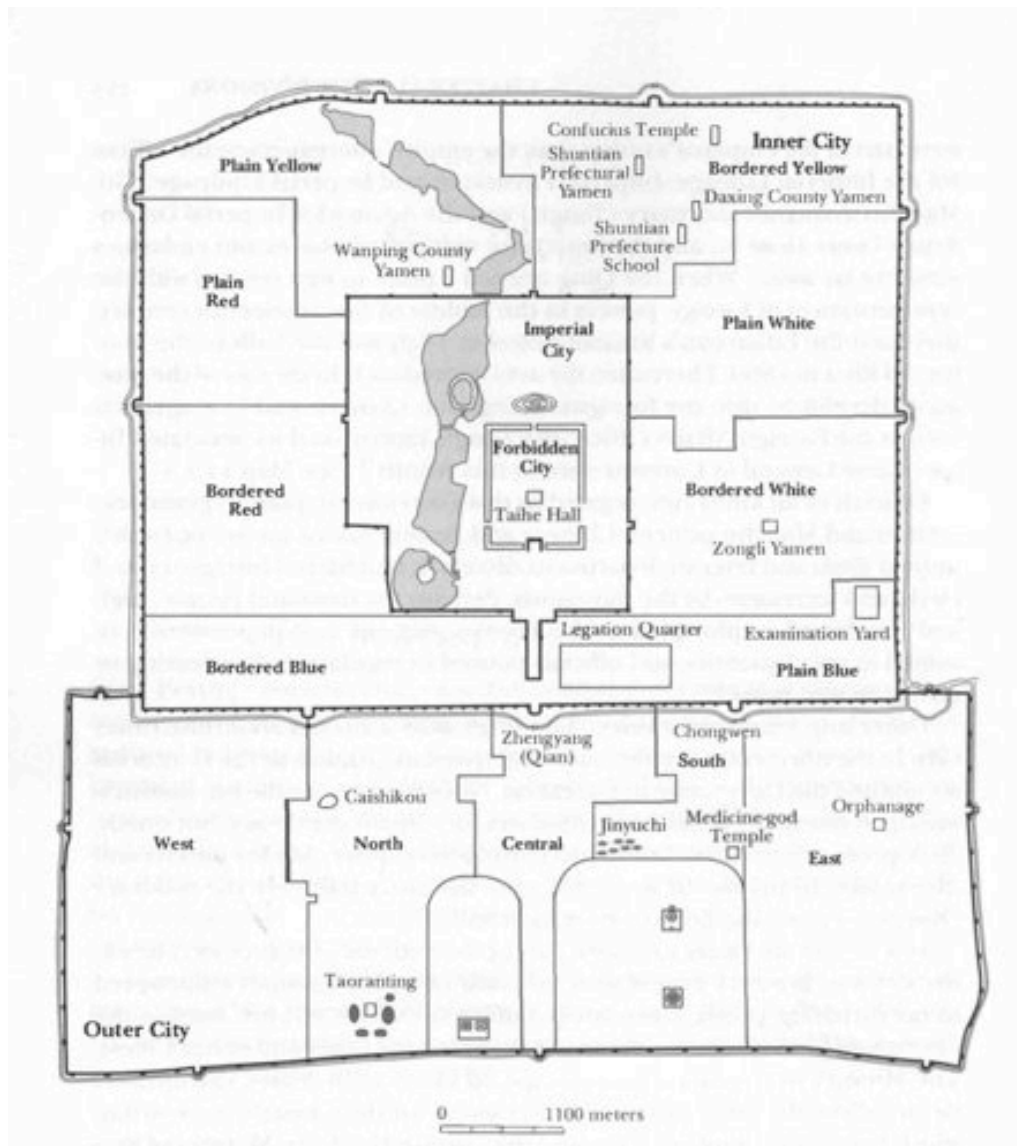 Confucius Temple
Inner City
Plain Yellow
Shuntian
Prefectural
Yamen
Bordered Yellow
Daxing County Yamen
Shuntian
Prefecture
School
Wanping County
Yamen
Plain
Red
Imperial
City
Plain White
Forbidden
City
Bordered
Red
Bordered White
Taihe Hall
Zongli Yamen
Legation Quarter
Examination Yard
Bordered Blue
Plain Blue
Zhengyang
(Qian)
Chongwen
South
Caishikou
Orphanage
Medicine-god
Temple
Jinyuchi
West
North
Central
East
Taoranting
Outer City
0
1100 meters